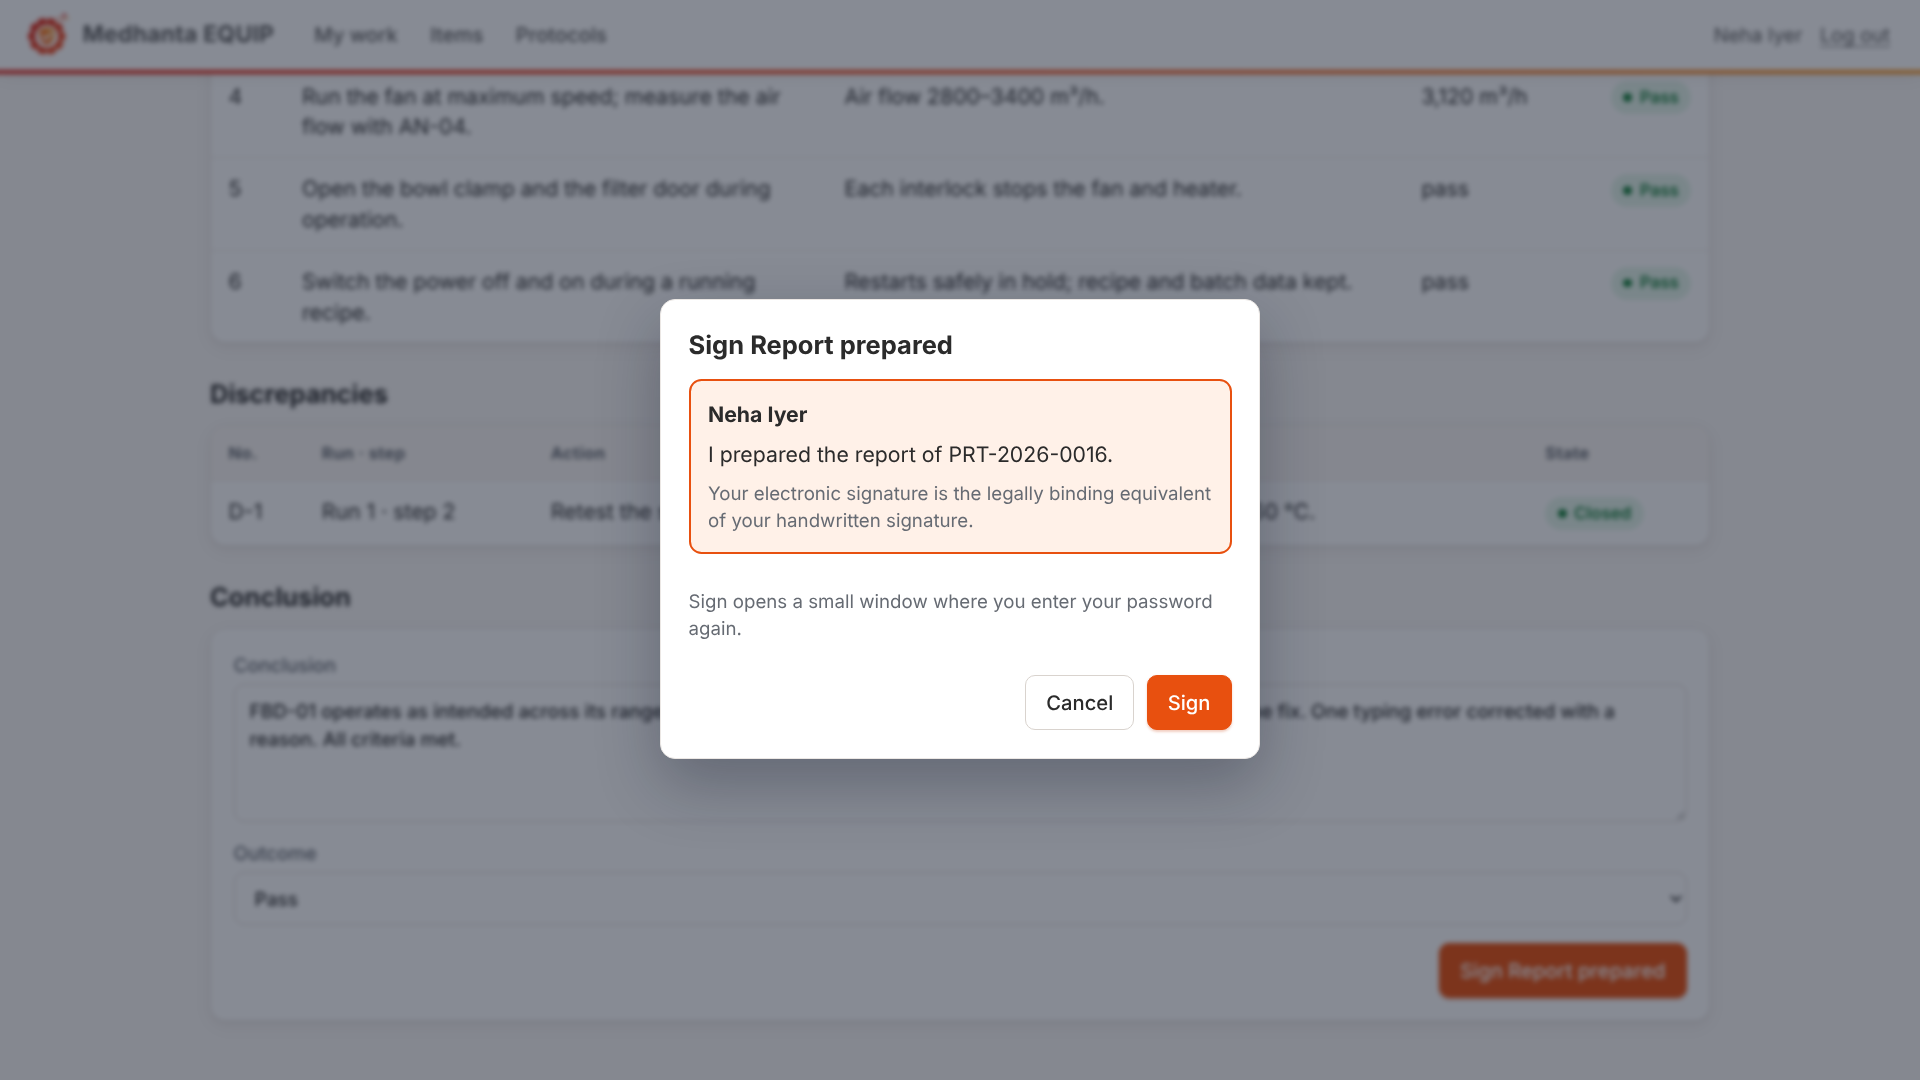 Medhanta EQUIP My work Items Protocols Neha Iyer Log out
4 Run the fan at maximum speed; measure the air Air flow 2800–3400 m³/h. 3,120 m³/h Pass
flow with AN-04.
5 Open the bowl clamp and the filter door during Each interlock stops the fan and heater. pass Pass
operation.
6 Switch the power off and on during a running Restarts safely in hold; recipe and batch data kept. pass Pass
recipe.
Sign Report prepared
Neha Iyer
I prepared the report of PRT-2026-0016.
Your electronic signature is the legally binding equivalent
of your handwritten signature.
Sign opens a small window where you enter your password
again.
Cancel Sign
Discrepancies
No. Run · step Action State
D-1 Run 1 · step 2 Retest the °C. Closed
Conclusion
Conclusion
FBD-01 operates as intended across its range fix. One typing error corrected with a
reason. All criteria met.
Outcome
Pass
Sign Report prepared